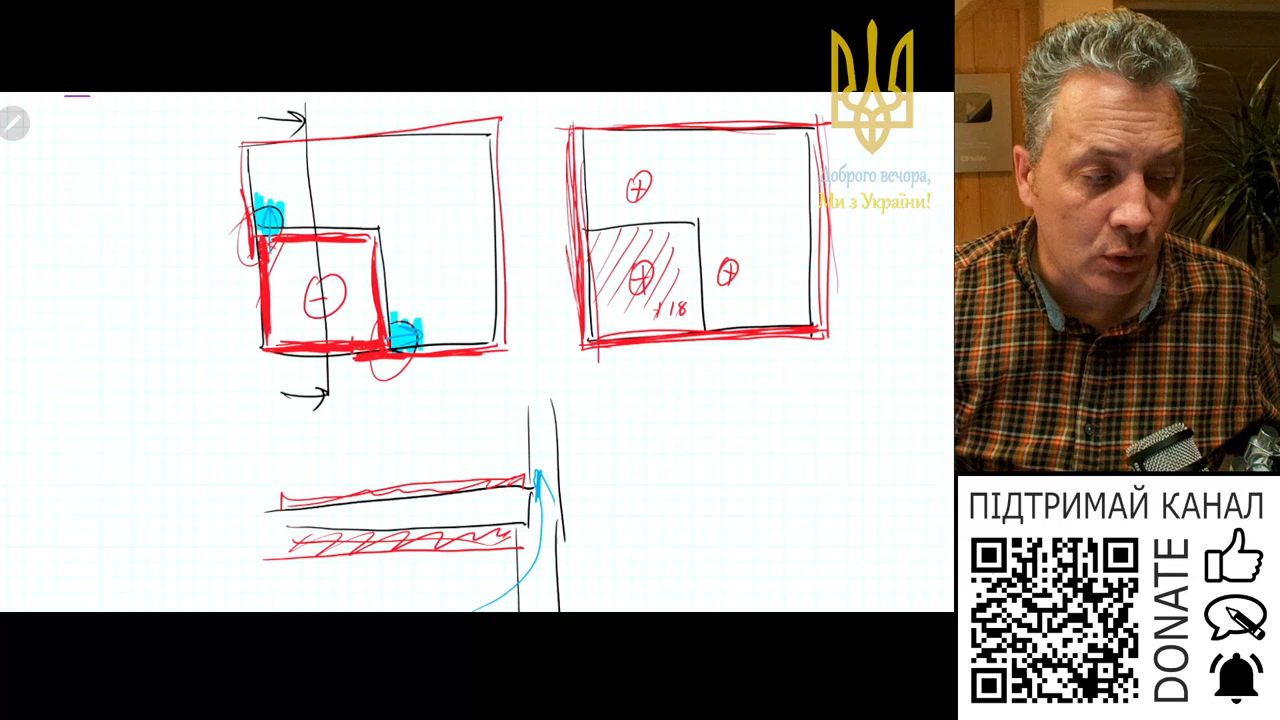 Доброго вечора,
Ми з України!
+18
ПІДТРИМАЙ КАНАЛ
DONATE